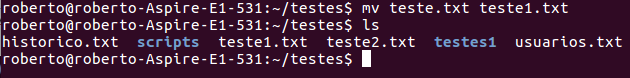 roberto@roberto-Aspire-E1-531:~/testes$ mv teste.txt teste1.txt
roberto@roberto-Aspire-E1-531:~/testes$ ls
historico.txt scripts teste1.txt teste2.txt testes1 usuarios.txt
roberto@roberto-Aspire-E1-531:~/testes$